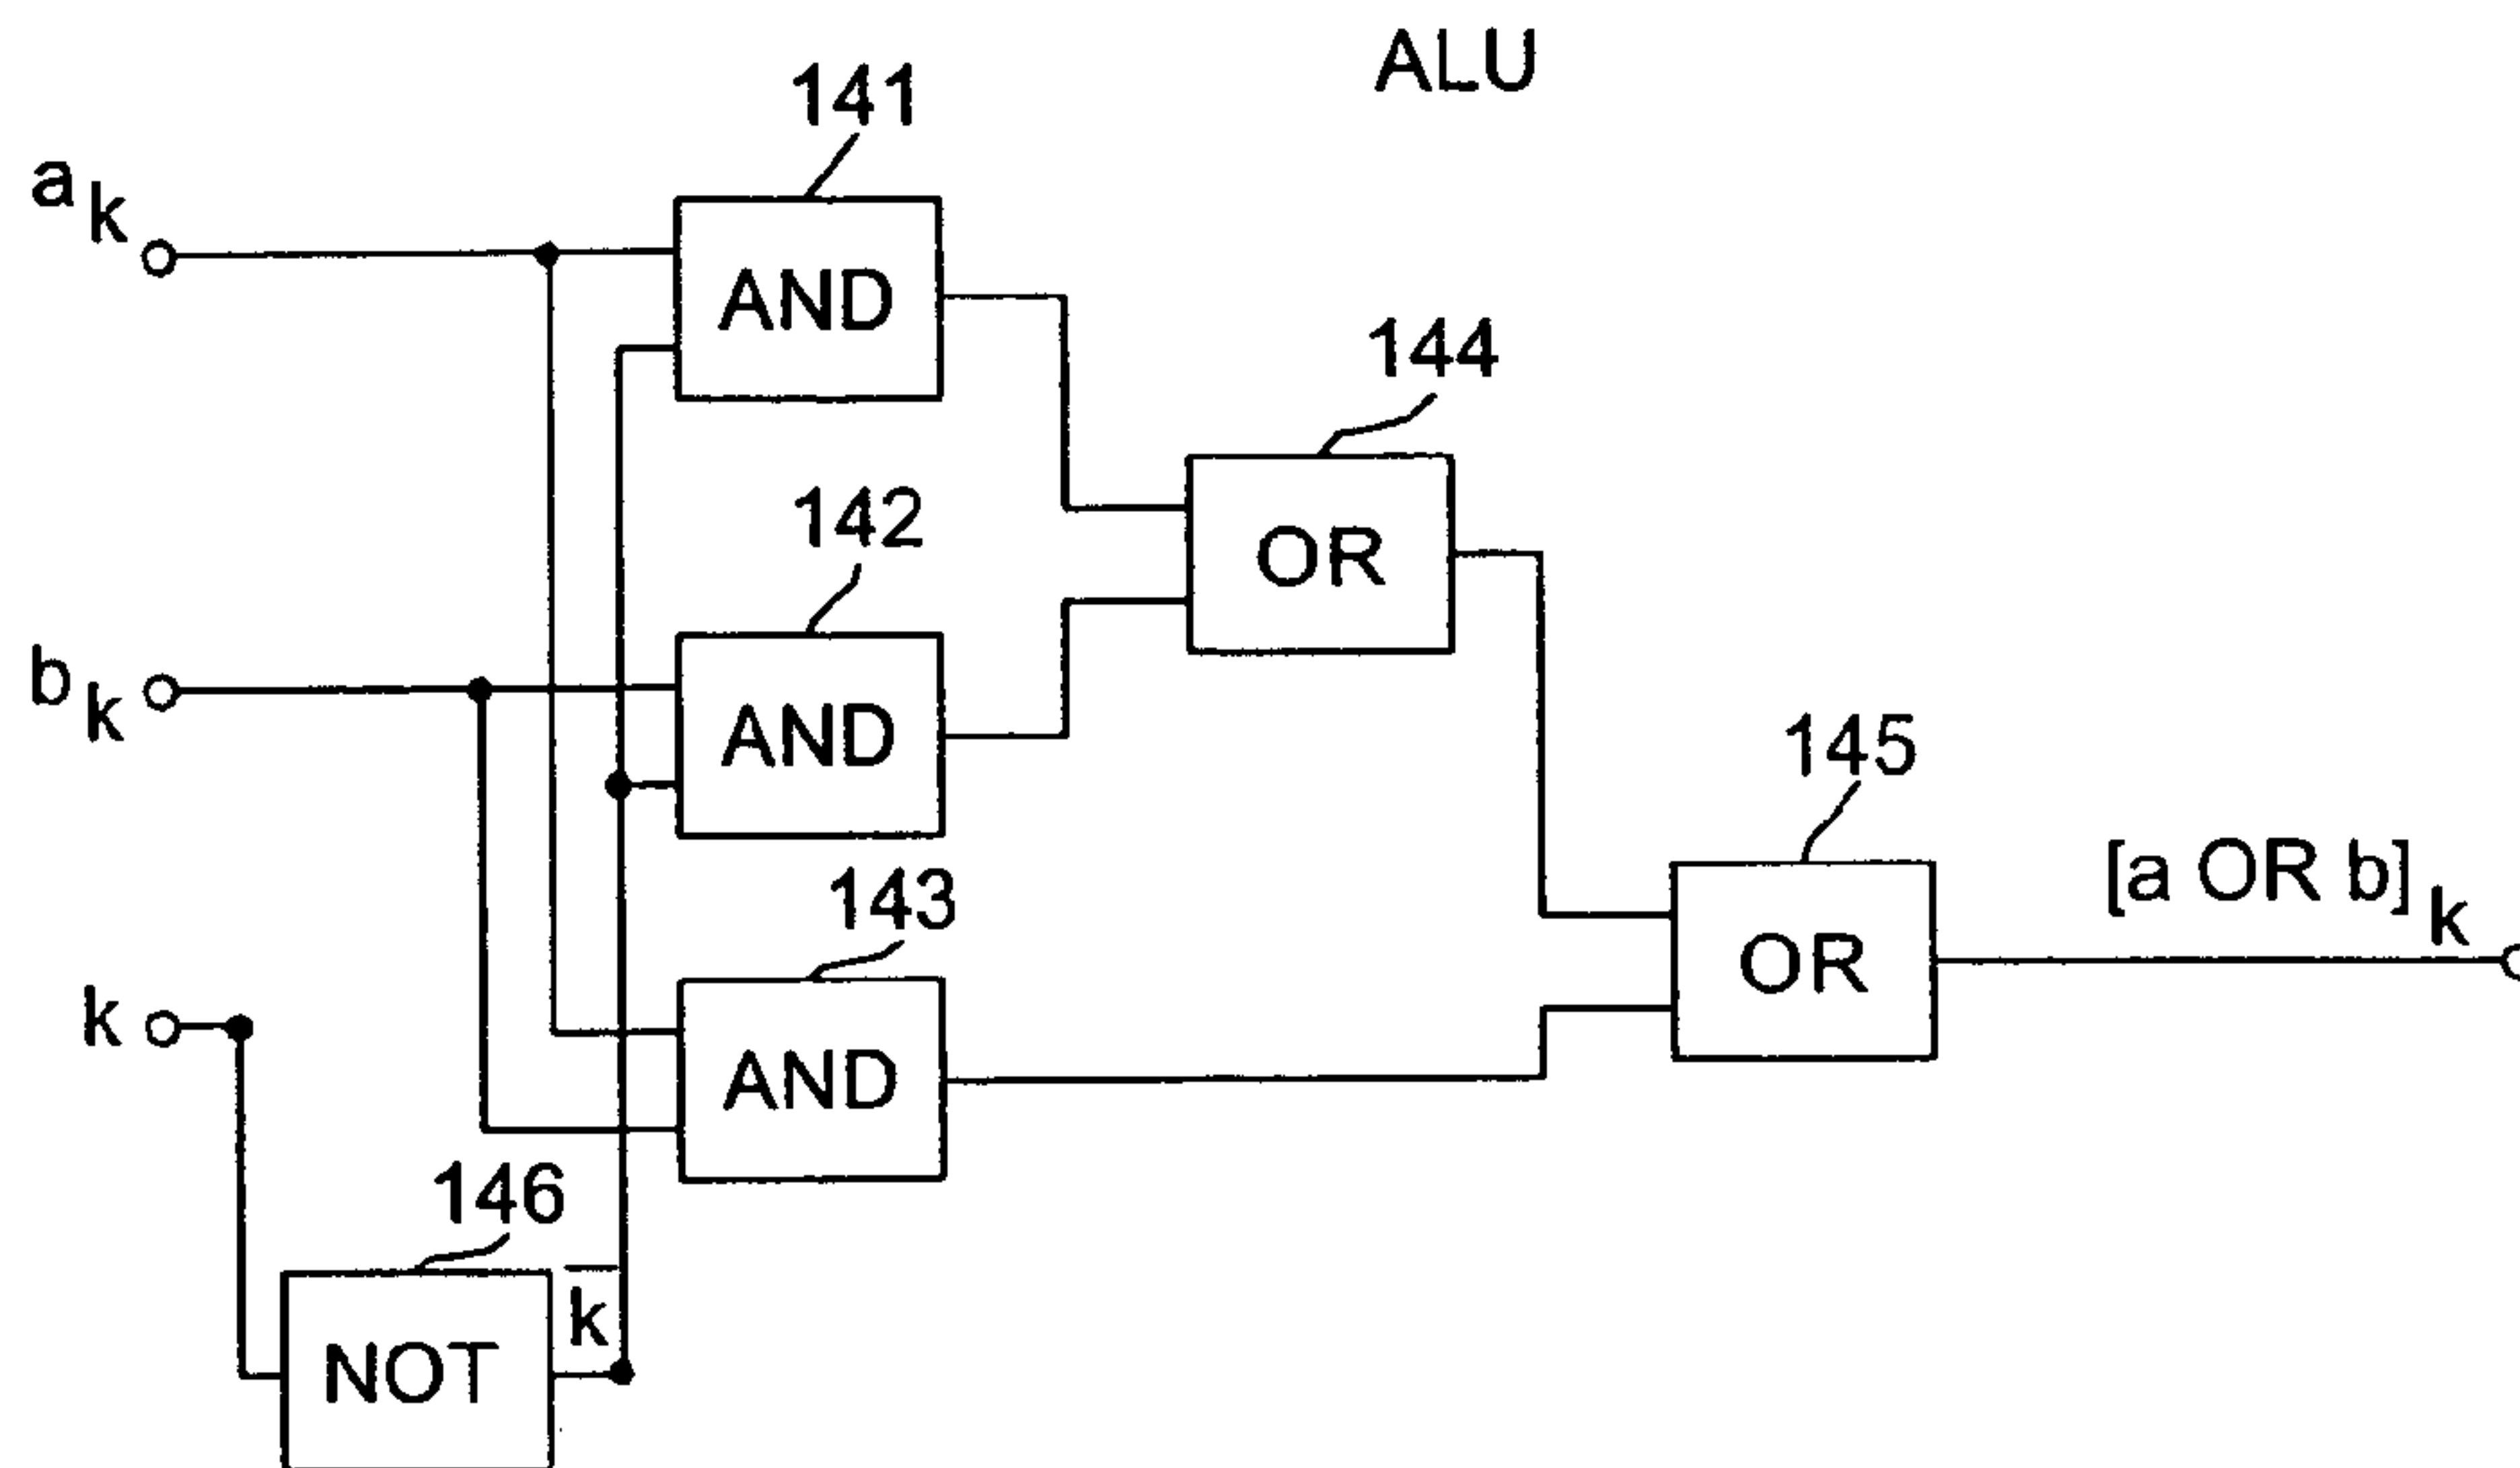 ALU
141
a k
AND
144
142
OR
b k
AND
145
143
[a OR b] k
OR
k
AND
146
k̅
NOT